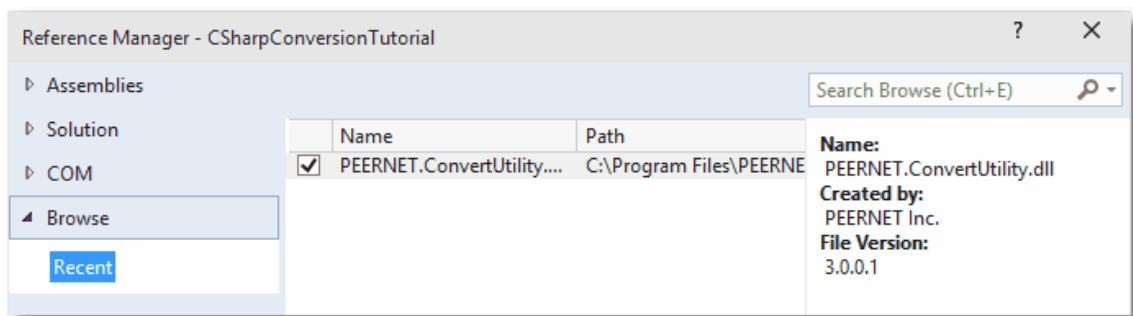 Reference Manager - CSharpConversionTutorial
?
Assemblies
Search Browse (Ctrl+E)
Solution
Name
Path
COM
PEERNET.ConvertUtility....
C:\Program Files\PEERNE
Browse
Recent
Name:
PEERNET.ConvertUtility.dll
Created by:
PEERNET Inc.
File Version:
3.0.0.1